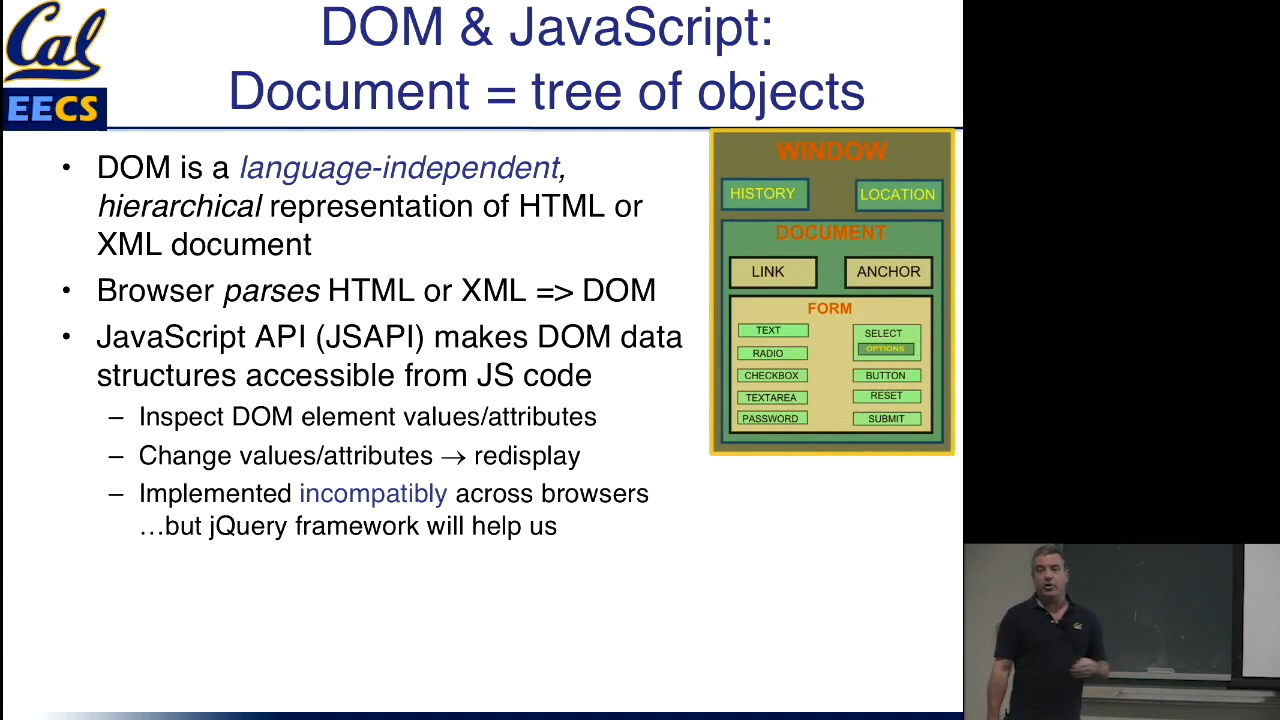 Cal
EECS
DOM & JavaScript:
Document = tree of objects
• DOM is a language-independent,
hierarchical representation of HTML or
XML document
• Browser parses HTML or XML => DOM
• JavaScript API (JSAPI) makes DOM data
structures accessible from JS code
– Inspect DOM element values/attributes
– Change values/attributes → redisplay
– Implemented incompatibly across browsers
…but jQuery framework will help us
WINDOW
HISTORY LOCATION
DOCUMENT
LINK ANCHOR
FORM
TEXT SELECT
OPTIONS
RADIO
CHECKBOX BUTTON
TEXTAREA RESET
PASSWORD SUBMIT
Cal